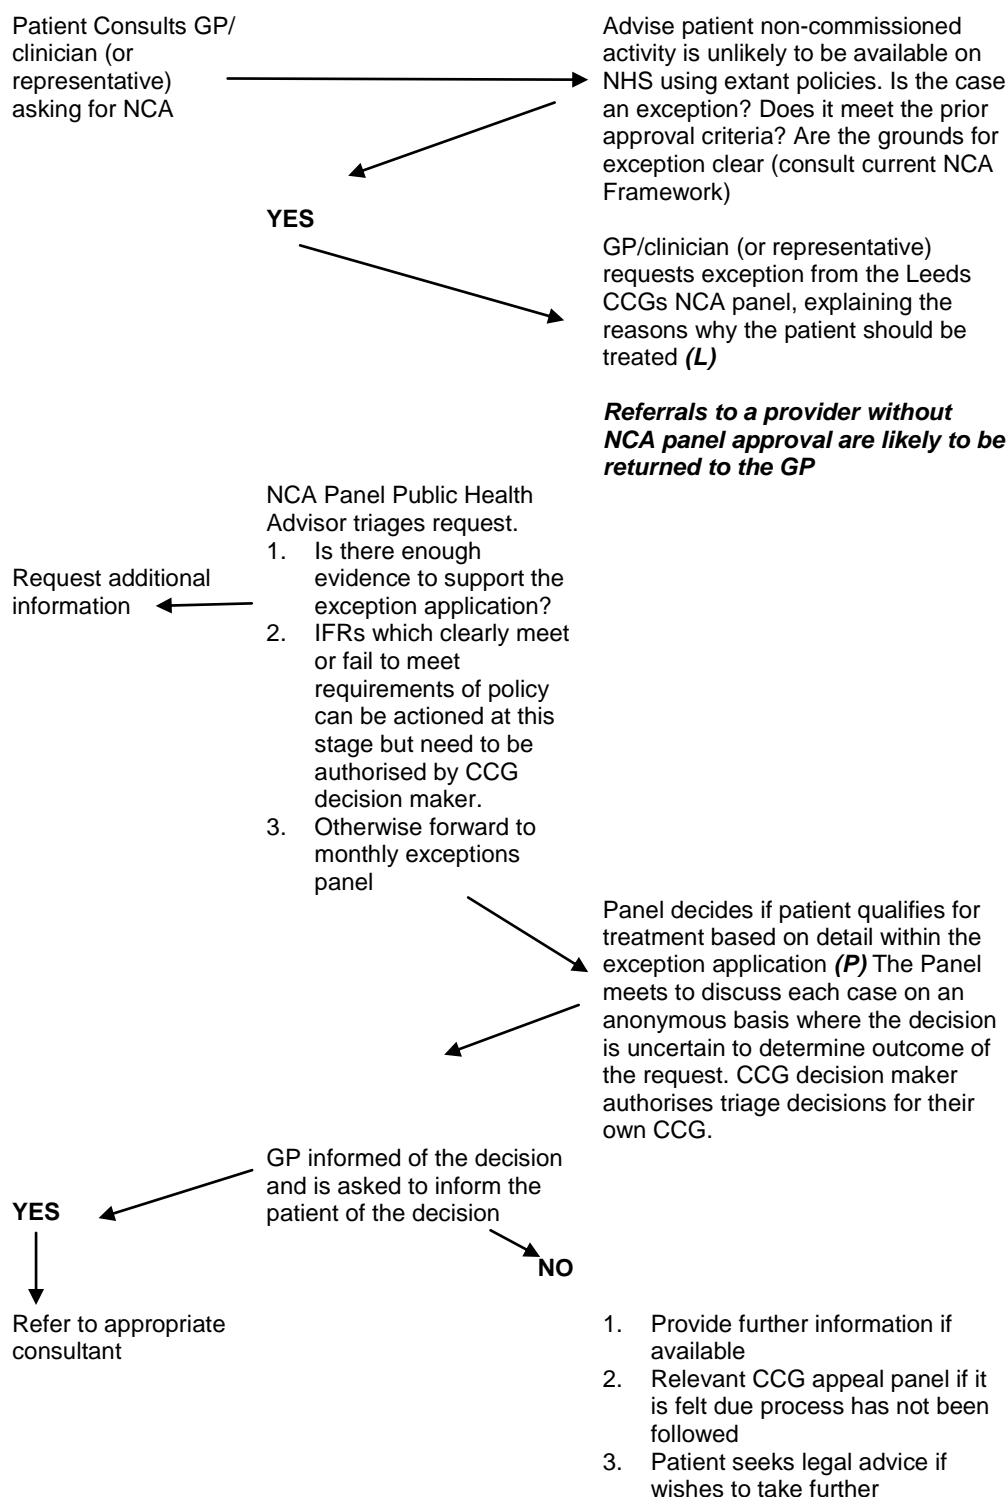 Patient Consults GP/
clinician (or
representative)
asking for NCA
Advise patient non-commissioned
activity is unlikely to be available on
NHS using extant policies. Is the case
an exception? Does it meet the prior
approval criteria? Are the grounds for
exception clear (consult current NCA
Framework)
YES
GP/clinician (or representative)
requests exception from the Leeds
CCGs NCA panel, explaining the
reasons why the patient should be
treated (L)
Referrals to a provider without
NCA panel approval are likely to be
returned to the GP
NCA Panel Public Health
Advisor triages request.
1. Is there enough
evidence to support the
exception application?
2. IFRs which clearly meet
or fail to meet
requirements of policy
can be actioned at this
stage but need to be
authorised by CCG
decision maker.
3. Otherwise forward to
monthly exceptions
panel
Request additional
information
Panel decides if patient qualifies for
treatment based on detail within the
exception application (P) The Panel
meets to discuss each case on an
anonymous basis where the decision
is uncertain to determine outcome of
the request. CCG decision maker
authorises triage decisions for their
own CCG.
GP informed of the decision
and is asked to inform the
patient of the decision
YES
NO
Refer to appropriate
consultant
1. Provide further information if
available
2. Relevant CCG appeal panel if it
is felt due process has not been
followed
3. Patient seeks legal advice if
wishes to take further